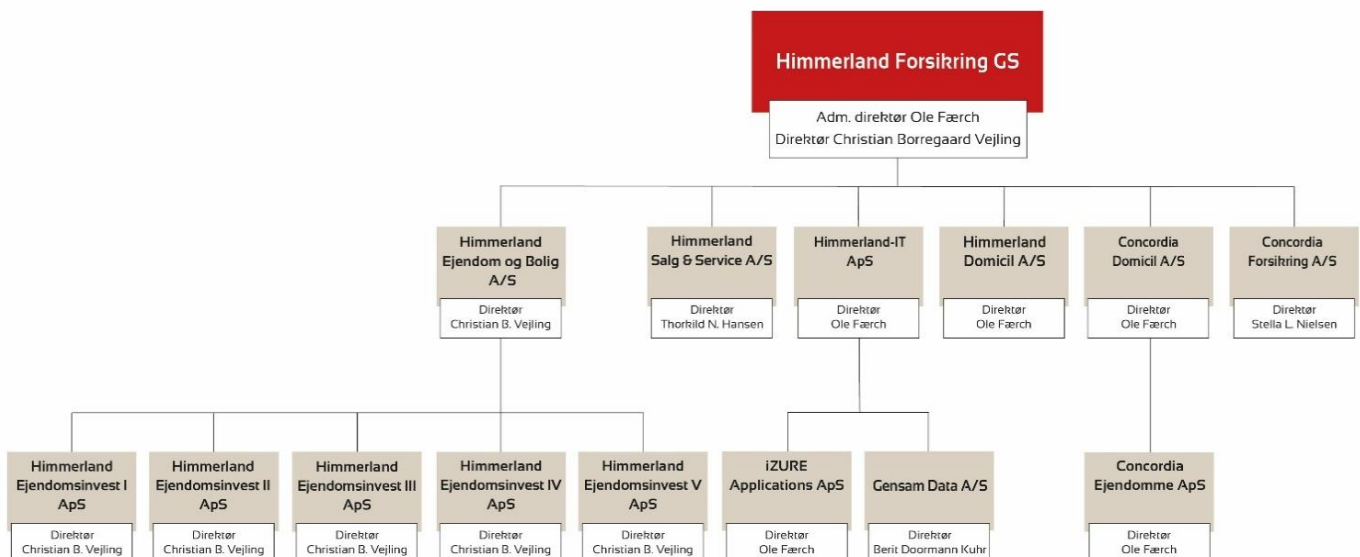 Himmerland Forsikring GS
Adm. direktør Ole Færch
Direktør Christian Borregaard Vejling
Himmerland
Ejendom og Bolig
A/S
Direktør
Christian B. Vejling
Himmerland
Salg & Service A/S
Direktør
Thorkild N. Hansen
Himmerland-IT
ApS
Direktør
Ole Færch
Himmerland
Domicil A/S
Direktør
Ole Færch
Concordia
Domicil A/S
Direktør
Ole Færch
Concordia
Forsikring A/S
Direktør
Stella L. Nielsen
Himmerland
Ejendomsinvest I
ApS
Direktør
Christian B. Vejling
Himmerland
Ejendomsinvest II
ApS
Direktør
Christian B. Vejling
Himmerland
Ejendomsinvest III
ApS
Direktør
Christian B. Vejling
Himmerland
Ejendomsinvest IV
ApS
Direktør
Christian B. Vejling
Himmerland
Ejendomsinvest V
ApS
Direktør
Christian B. Vejling
iZURE
Applications ApS
Direktør
Ole Færch
Gensam Data A/S
Direktør
Berit Doormann Kuhr
Concordia
Ejendomme ApS
Direktør
Ole Færch